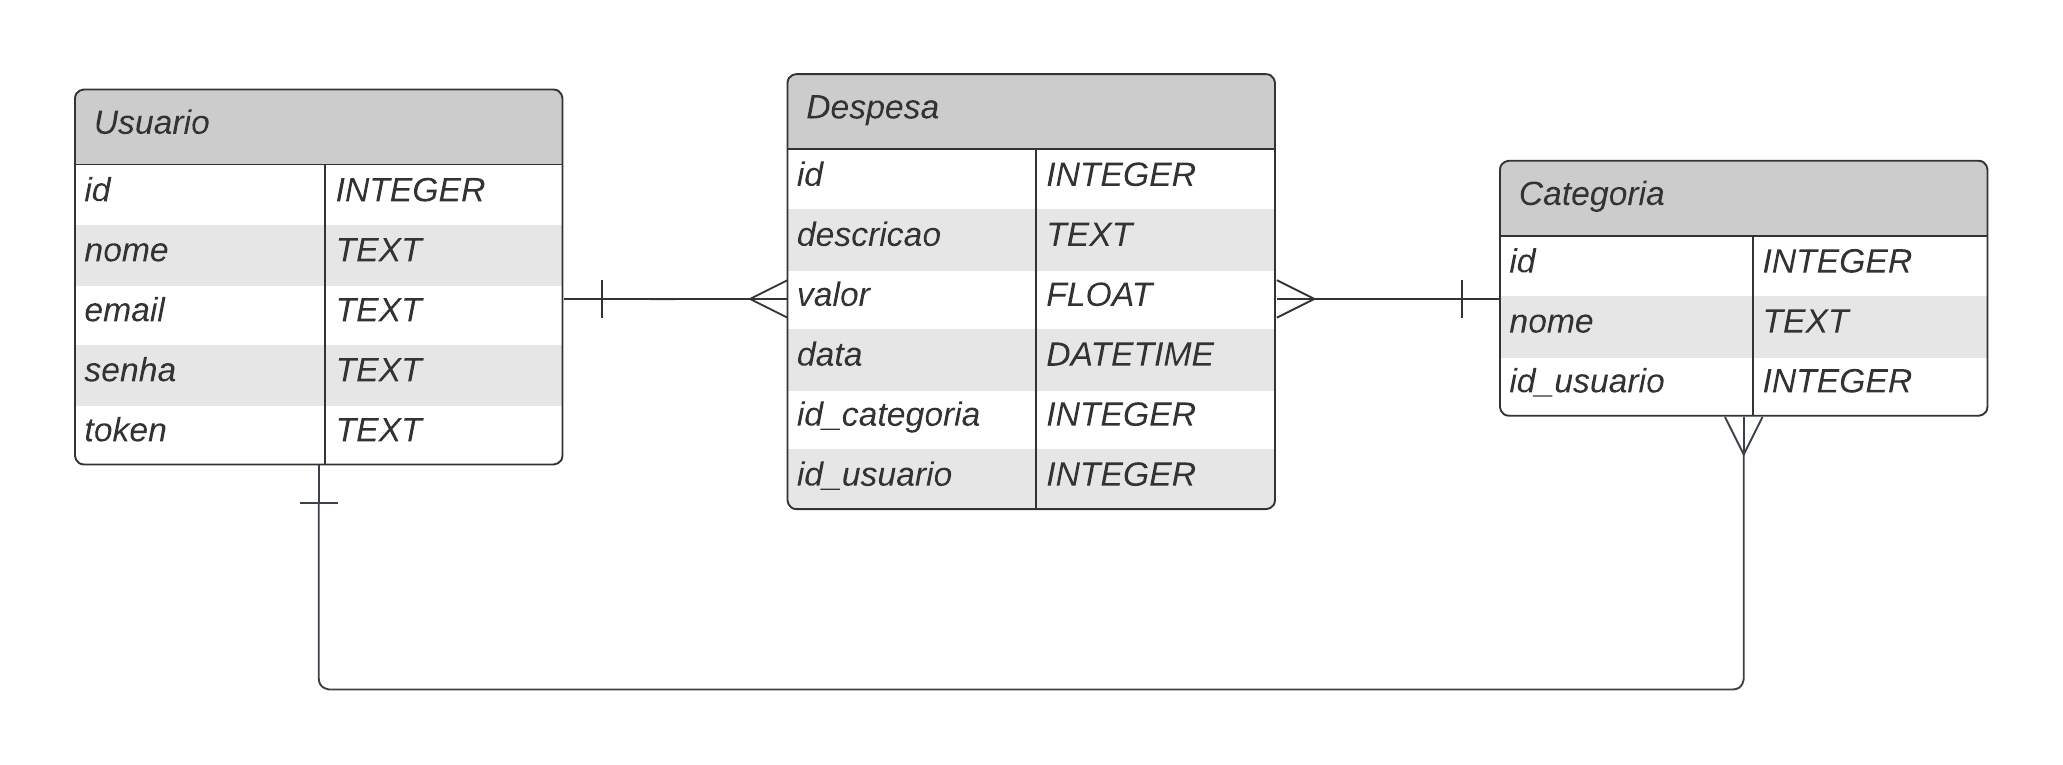 Usuario
id INTEGER
nome TEXT
email TEXT
senha TEXT
token TEXT
Despesa
id INTEGER
descricao TEXT
valor FLOAT
data DATETIME
id_categoria INTEGER
id_usuario INTEGER
Categoria
id INTEGER
nome TEXT
id_usuario INTEGER